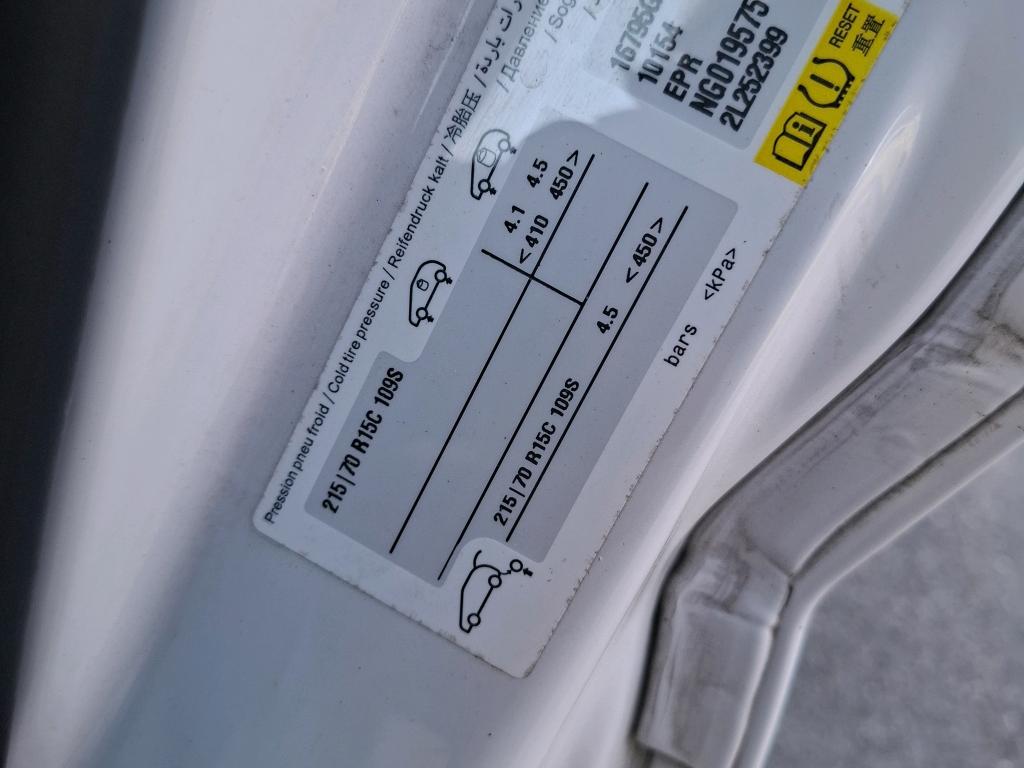 167950
10154
EPR
NG019575
2L252399
RESET
重置
i
Pression pneu froid / Cold tire pressure / Reifendruck kalt / 冷胎压 /
/ Давление
215/70 R15C 109S
4.1 4.5
<410 450>
215/70 R15C 109S 4.5 <450>
bars <kPa>